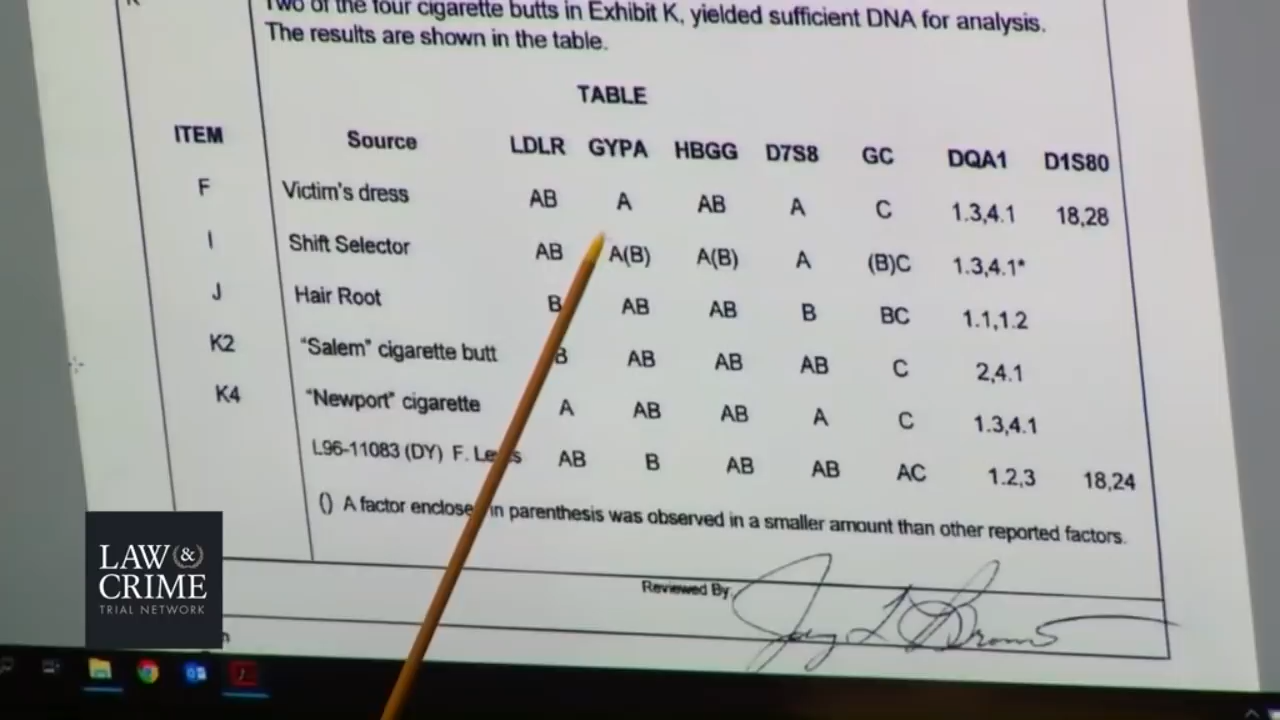 Two of the four cigarette butts in Exhibit K, yielded sufficient DNA for analysis.
The results are shown in the table.
TABLE
ITEM Source LDLR GYPA HBGG D7S8 GC DQA1 D1S80
F Victim's dress AB A AB A C 1.3,4.1 18,28
I Shift Selector AB A(B) A(B) A (B)C 1.3,4.1*
J Hair Root B AB AB B BC 1.1,1.2
K2 "Salem" cigarette butt B AB AB AB C 2,4.1
K4 "Newport" cigarette A AB AB A C 1.3,4.1
L96-11083 (DY) F. AB B AB AB AC 1.2,3 18,24
() A factor enclosed in parenthesis was observed in a smaller amount than other reported factors.
Reviewed By
LAW &
CRIME
TRIAL NETWORK